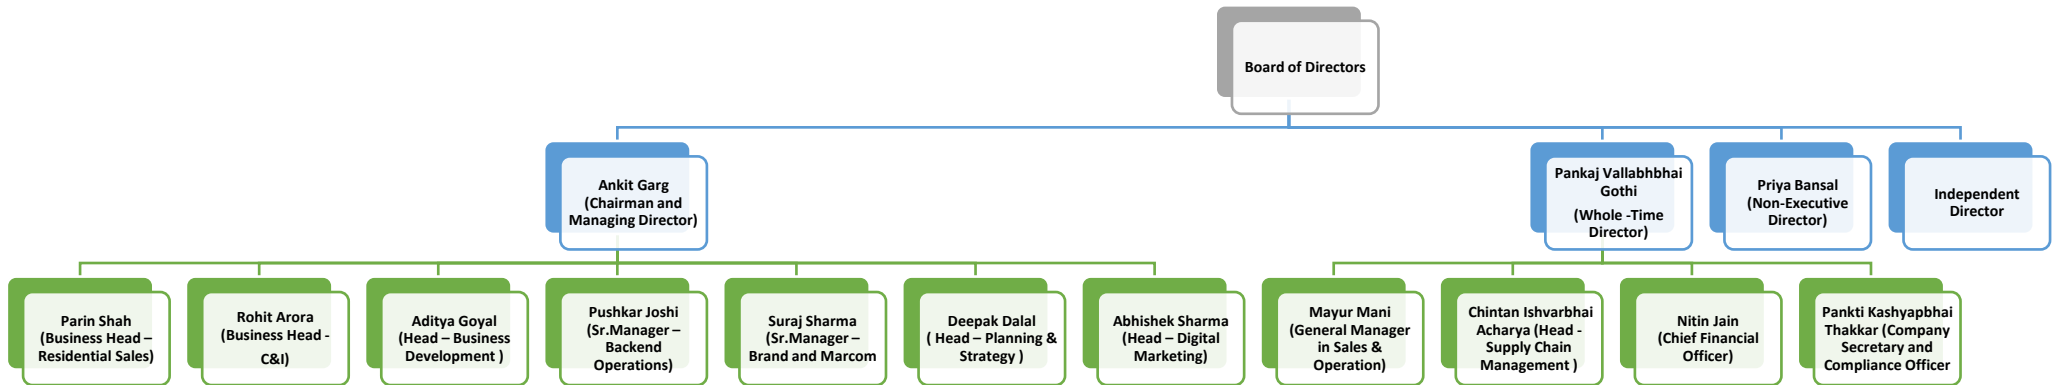 Board of Directors
Ankit Garg
(Chairman and
Managing Director)
Pankaj Vallabhbhai
Gothi
(Whole -Time
Director)
Priya Bansal
(Non-Executive
Director)
Independent
Director
Parin Shah
(Business Head –
Residential Sales)
Rohit Arora
(Business Head -
C&I)
Aditya Goyal
(Head – Business
Development )
Pushkar Joshi
(Sr.Manager –
Backend
Operations)
Suraj Sharma
(Sr.Manager –
Brand and Marcom
Deepak Dalal
( Head – Planning &
Strategy )
Abhishek Sharma
(Head – Digital
Marketing)
Mayur Mani
(General Manager
in Sales &
Operation)
Chintan Ishvarbhai
Acharya (Head -
Supply Chain
Management )
Nitin Jain
(Chief Financial
Officer)
Pankti Kashyapbhai
Thakkar (Company
Secretary and
Compliance Officer